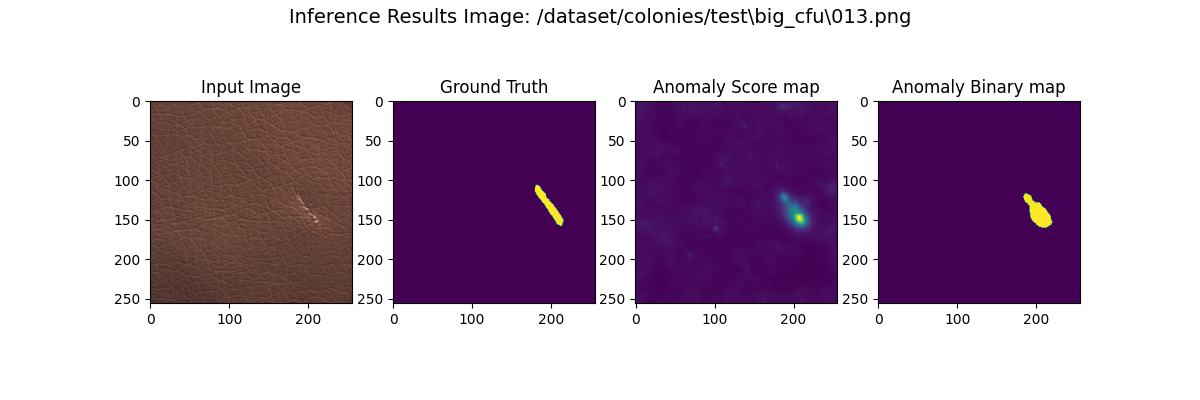 Inference Results Image: /dataset/colonies/test\big_cfu\013.png
Input Image
0
50
100
150
200
250
0 100 200
Ground Truth
0
50
100
150
200
250
0 100 200
Anomaly Score map
0
50
100
150
200
250
0 100 200
Anomaly Binary map
0
50
100
150
200
250
0 100 200